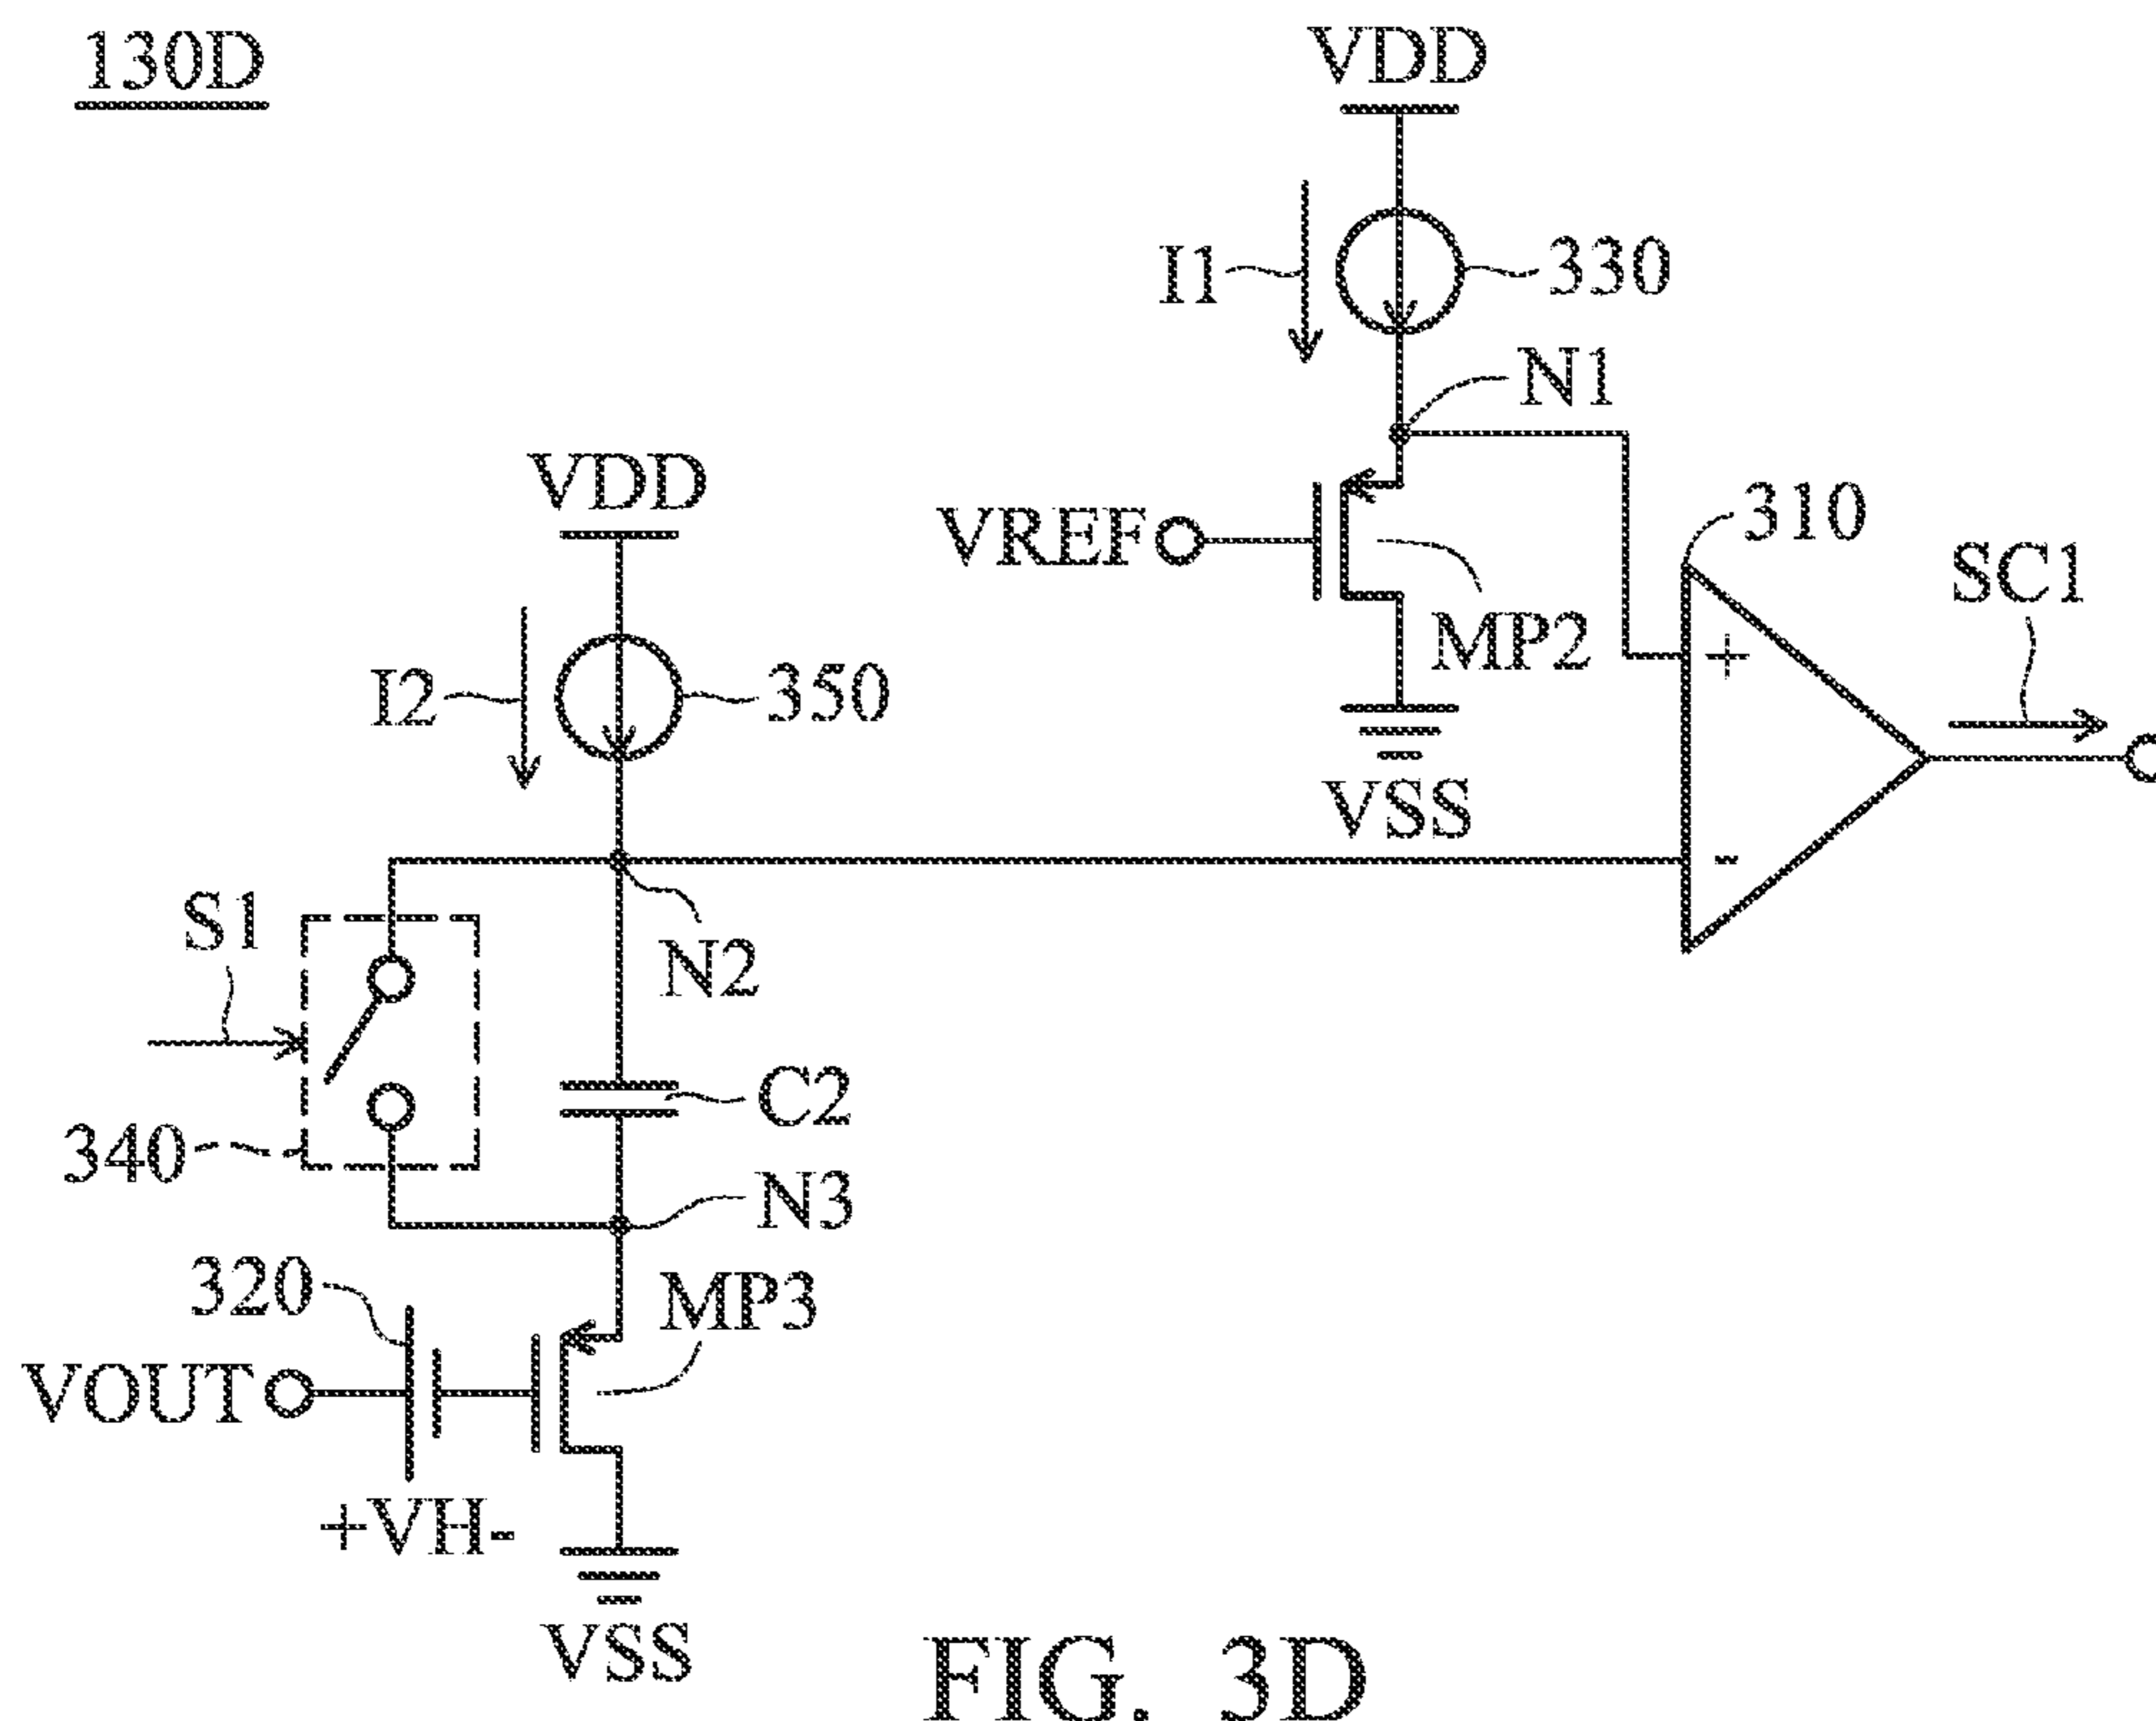 130D
VDD
I1
330
N1
VDD
VREF
310
SC1
MP2
+
I2
350
VSS
-
S1
N2
C2
340
N3
320
MP3
VOUT
+VH-
VSS
FIG. 3D